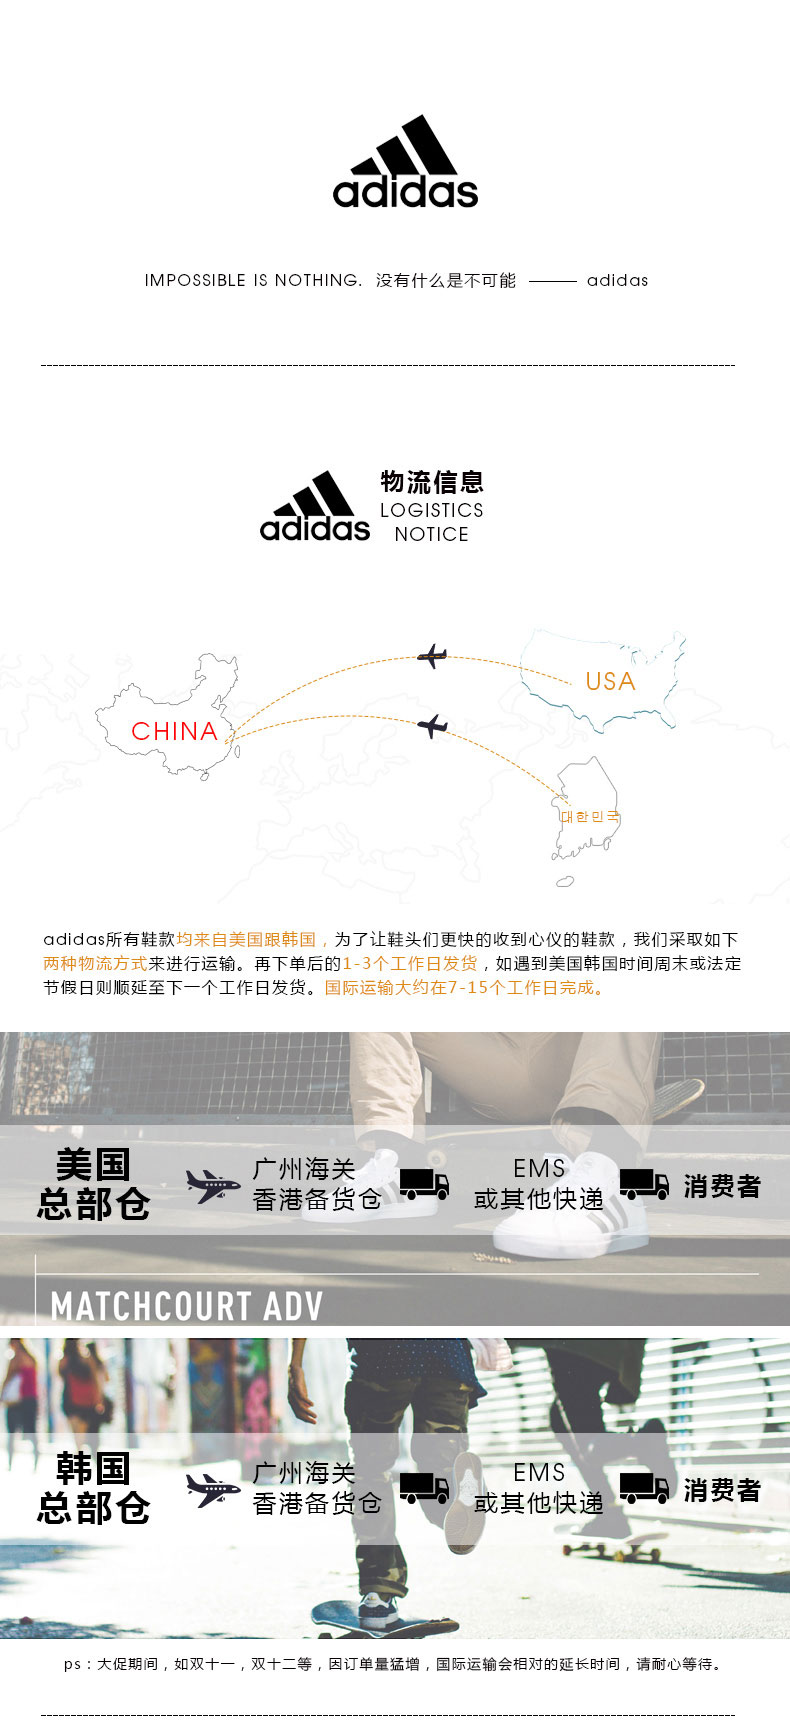 adidas
IMPOSSIBLE IS NOTHING. 没有什么是不可能 —— adidas
adidas
物流信息
LOGISTICS
NOTICE
USA
CHINA
대한민국
adidas所有鞋款均来自美国跟韩国，为了让鞋头们更快的收到心仪的鞋款，我们采取如下
两种物流方式来进行运输。再下单后的1-3个工作日发货，如遇到美国韩国时间周末或法定
节假日则顺延至下一个工作日发货。国际运输大约在7-15个工作日完成。
美国
总部仓
广州海关
香港备货仓
EMS
或其他快递
消费者
MATCHCOURT ADV
韩国
总部仓
广州海关
香港备货仓
EMS
或其他快递
消费者
ps：大促期间，如双十一，双十二等，因订单量猛增，国际运输会相对的延长时间，请耐心等待。